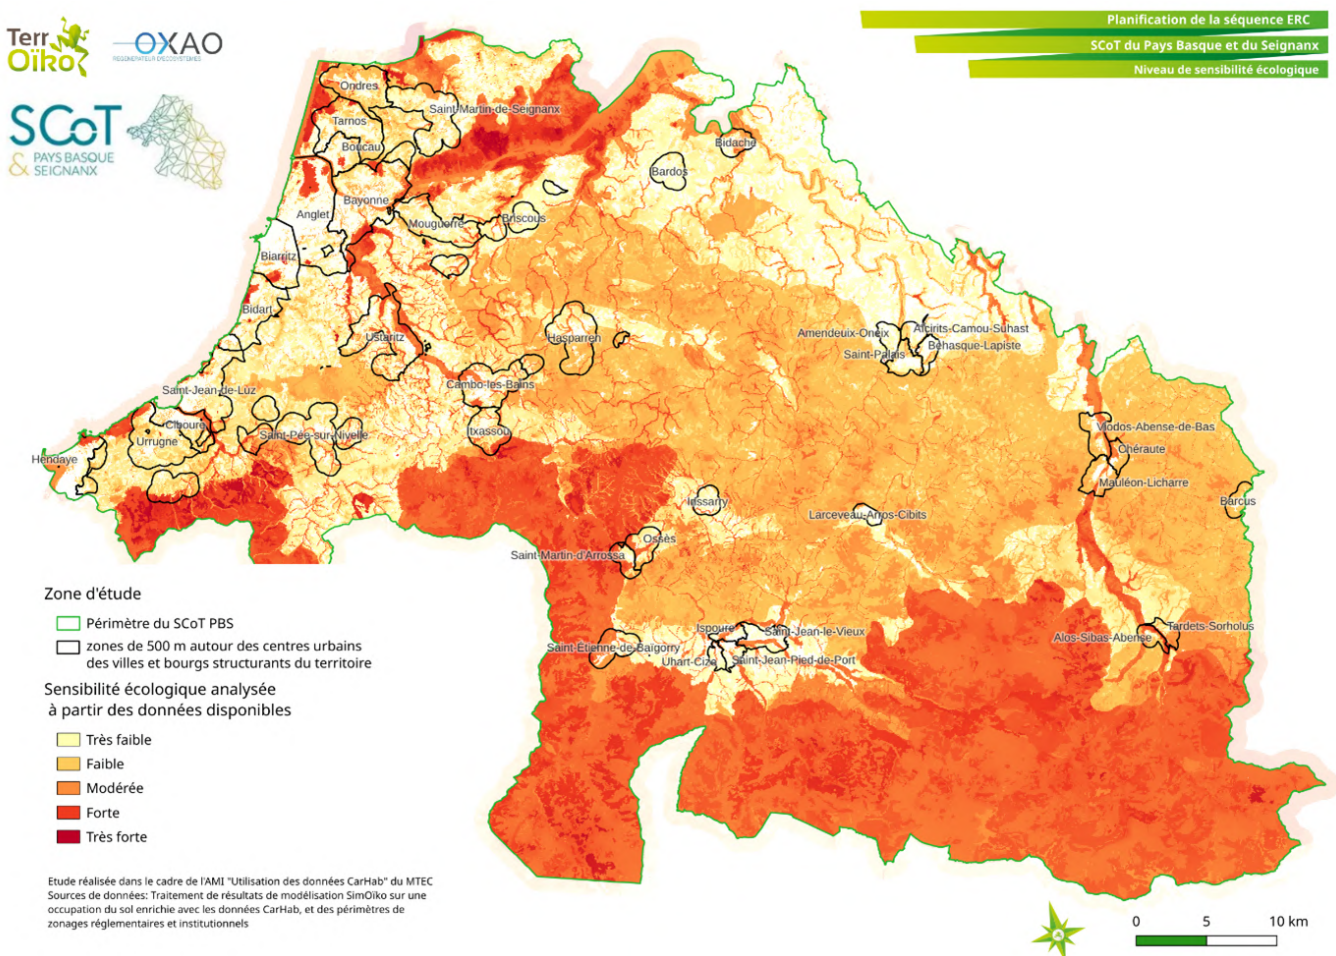 Terr
Oïko
OXAO
RÉGÉNÉRATEUR D'ÉCOSYSTÈMES
SCoT
& PAYS BASQUE
SEIGNANX
Planification de la séquence ERC
SCoT du Pays Basque et du Seignanx
Niveau de sensibilité écologique
Ondres
Saint-Martin-de-Seignanx
Tarnos
Boucau
Bidache
Bardos
Bayonne
Anglet
Mouguerre
Briscous
Biarritz
Bidart
Ustaritz
Hasparren
Amendeuix-Oneix
Aïcirits-Camou-Suhast
Béhasque-Lapiste
Saint-Palais
Saint-Jean-de-Luz
Cambo-les-Bains
Ciboure
Urrugne
Saint-Pée-sur-Nivelle
Itxassou
Viodos-Abense-de-Bas
Chéraute
Hendaye
Mauléon-Licharre
Irissarry
Larceveau-Arros-Cibits
Barcus
Ossès
Saint-Martin-d'Arrossa
Ispoure
Saint-Jean-le-Vieux
Tardets-Sorholus
Alos-Sibas-Abense
Saint-Étienne-de-Baïgorry
Uhart-Cize
Saint-Jean-Pied-de-Port
Zone d'étude
Périmètre du SCoT PBS
zones de 500 m autour des centres urbains
des villes et bourgs structurants du territoire
Sensibilité écologique analysée
à partir des données disponibles
Très faible
Faible
Modérée
Forte
Très forte
Etude réalisée dans le cadre de l'AMI "Utilisation des données CarHab" du MTEC
Sources de données: Traitement de résultats de modélisation SimOïko sur une
occupation du sol enrichie avec les données CarHab, et des périmètres de
zonages réglementaires et institutionnels
0 5 10 km